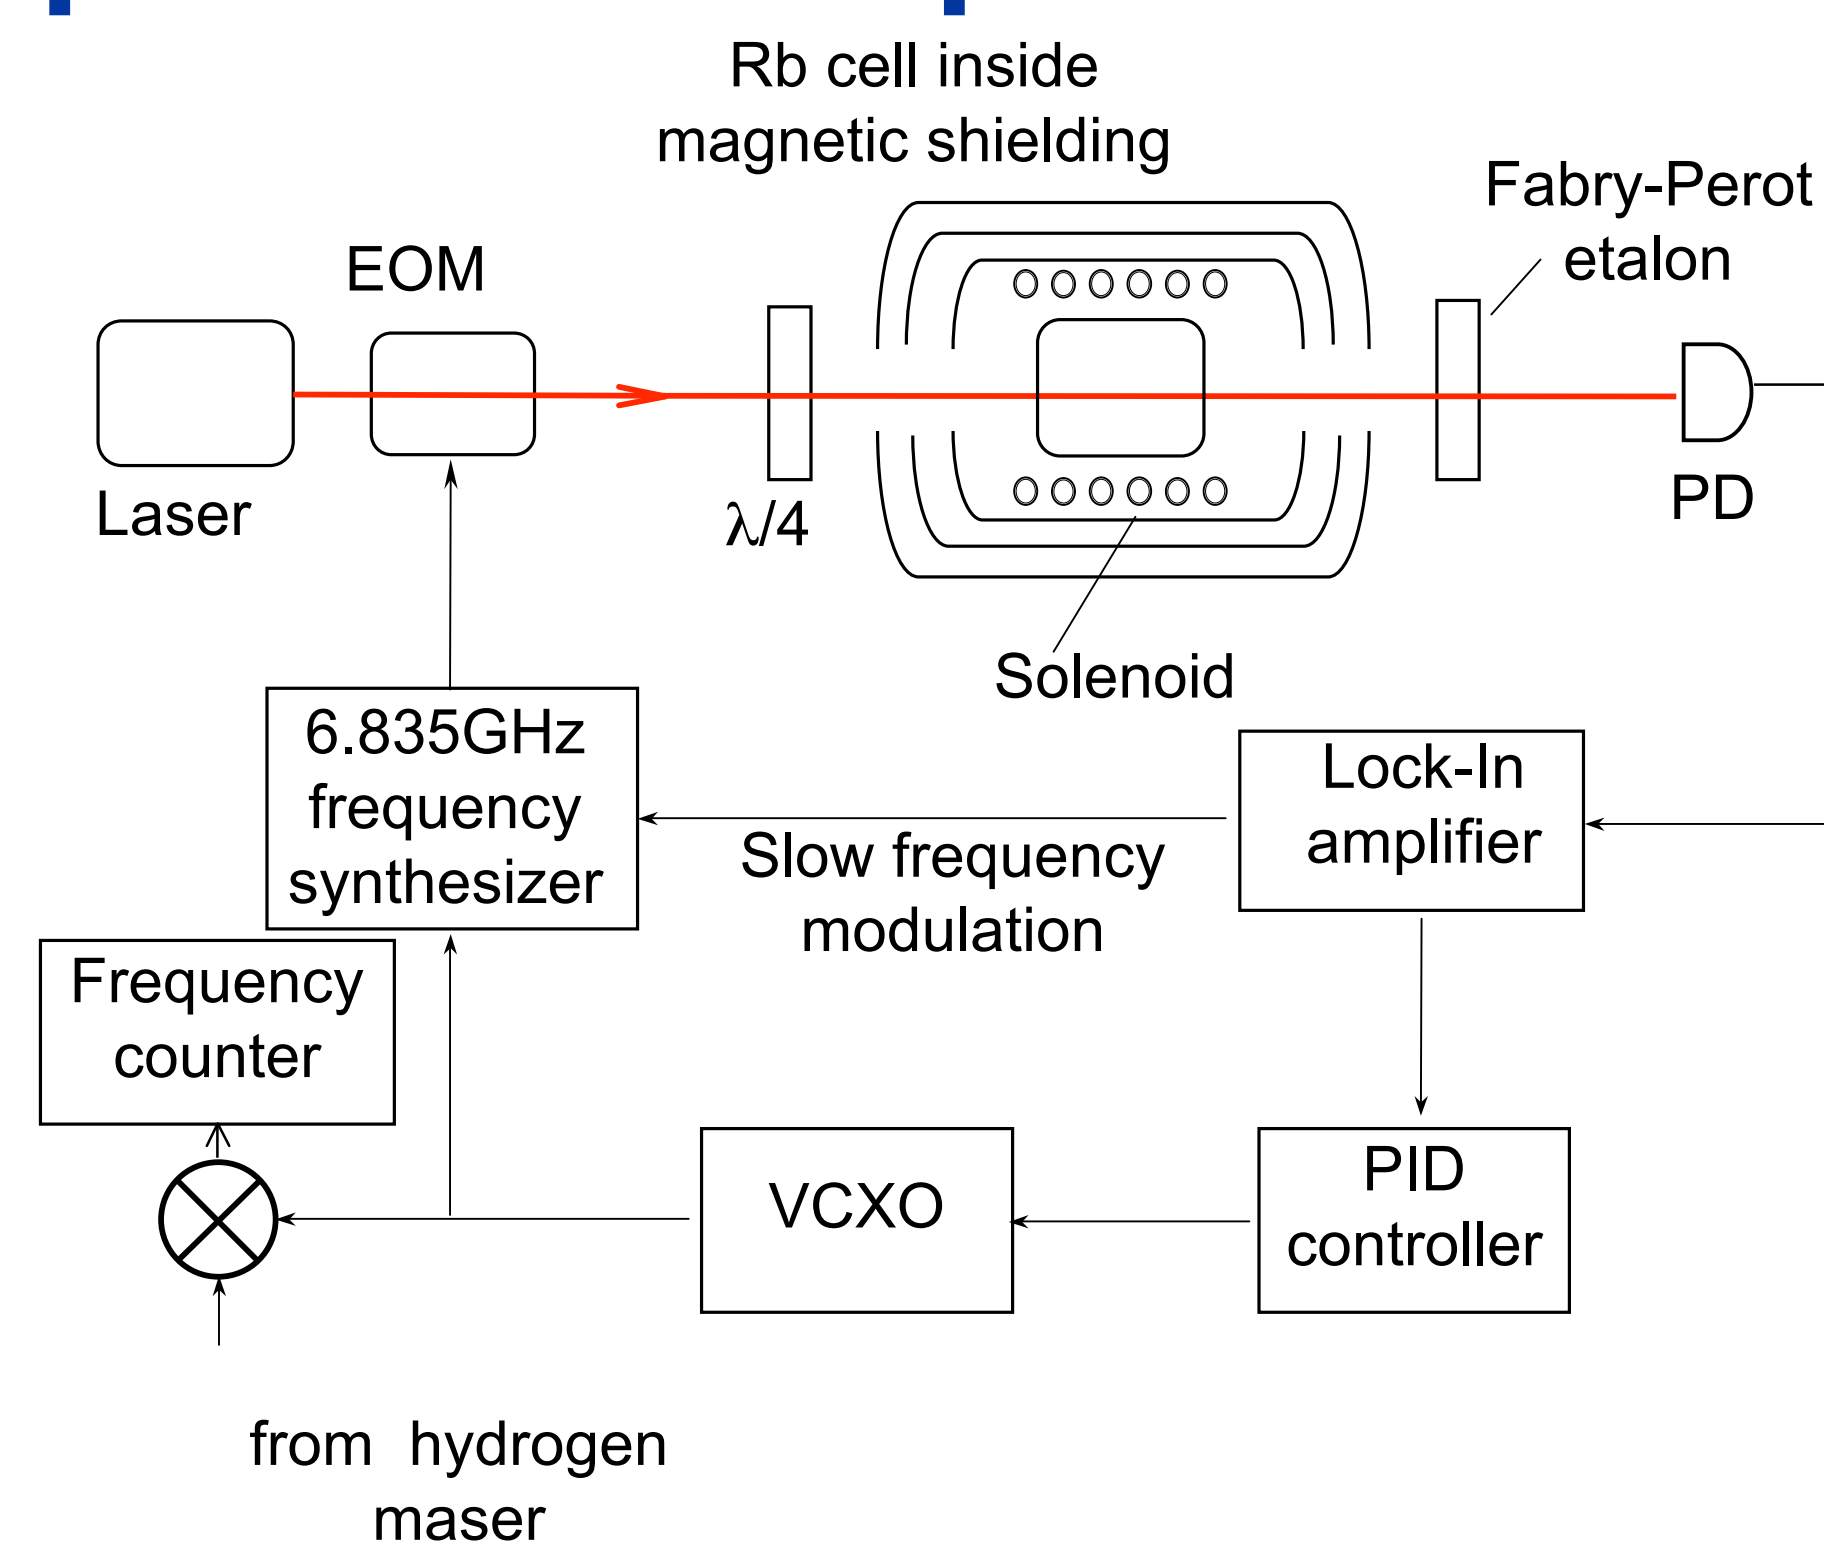 Rb cell inside
magnetic shielding
Fabry-Perot
etalon
EOM
Laser
λ/4
PD
Solenoid
6.835GHz
frequency
synthesizer
Lock-In
amplifier
Slow frequency
modulation
Frequency
counter
VCXO
PID
controller
from hydrogen
maser